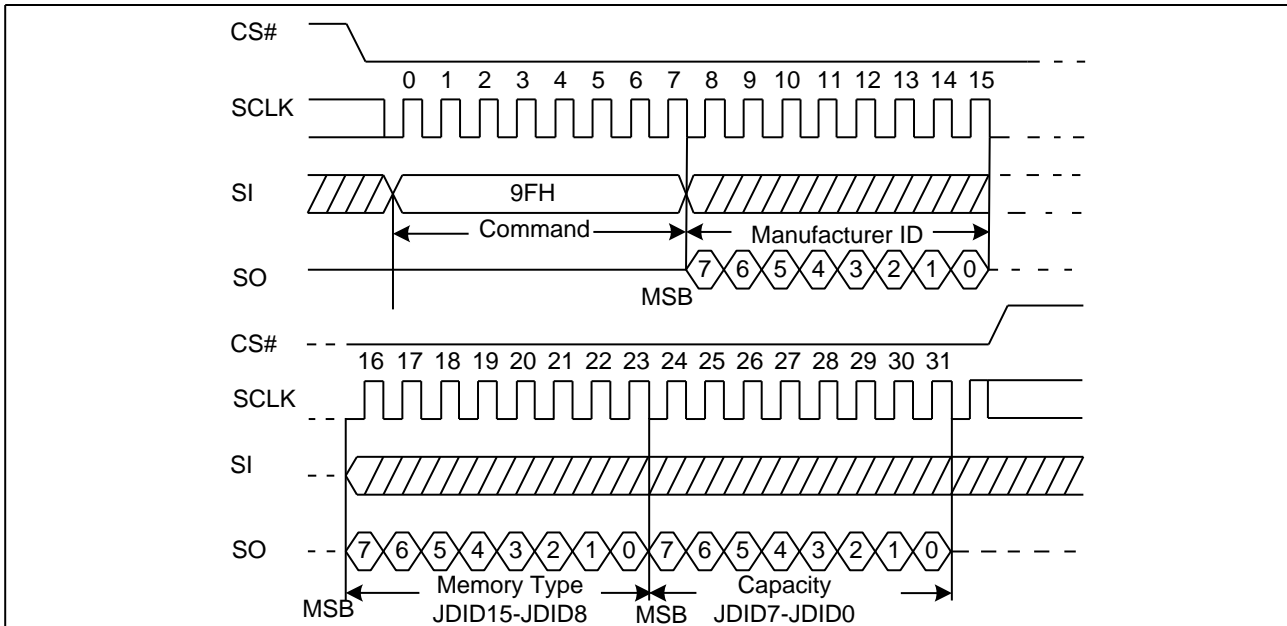 CS#
0 1 2 3 4 5 6 7 8 9 10 11 12 13 14 15
SCLK
SI 9FH
Command Manufacturer ID
SO 7 6 5 4 3 2 1 0
MSB
CS#
16 17 18 19 20 21 22 23 24 25 26 27 28 29 30 31
SCLK
SI
SO 7 6 5 4 3 2 1 0 7 6 5 4 3 2 1 0
Memory Type Capacity
MSB JDID15-JDID8 MSB JDID7-JDID0